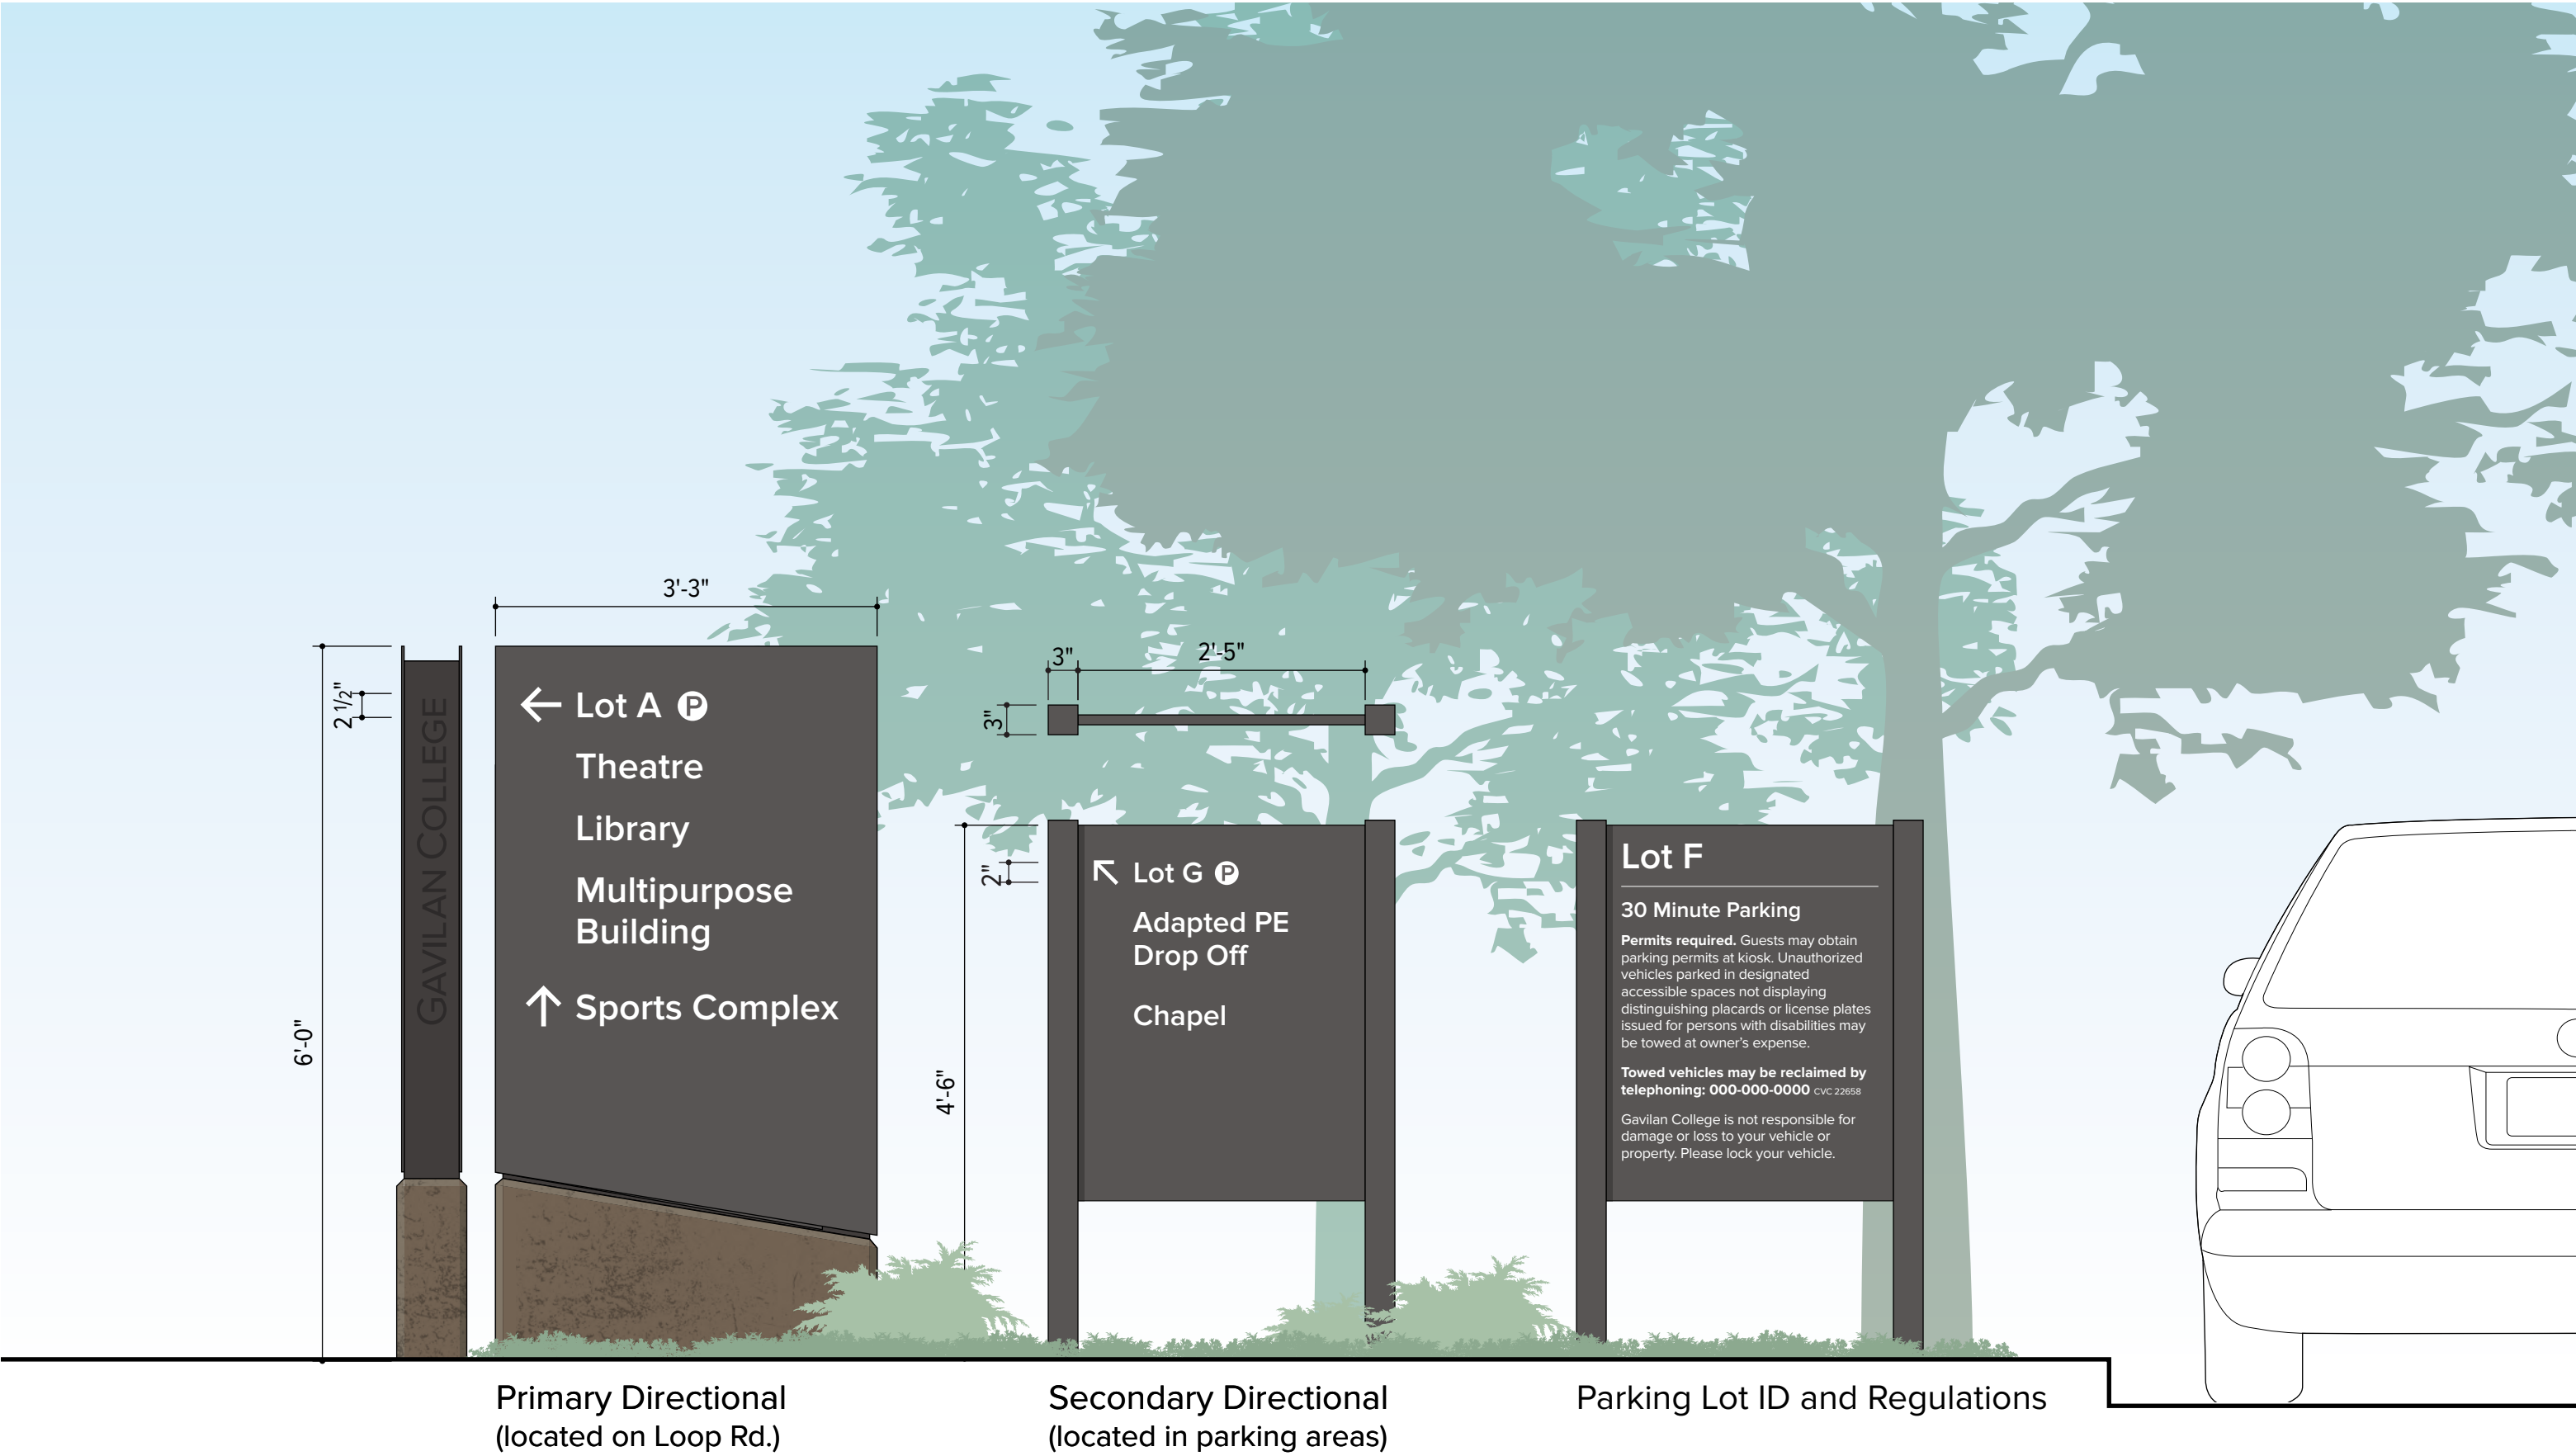 3'-3"
6'-0"
2 1/2"
GAVILAN COLLEGE
← Lot A P
Theatre
Library
Multipurpose
Building
↑ Sports Complex
3"
2'-5"
3"
4'-6"
2"
↖ Lot G P
Adapted PE
Drop Off
Chapel
Lot F
30 Minute Parking
Permits required. Guests may obtain
parking permits at kiosk. Unauthorized
vehicles parked in designated
accessible spaces not displaying
distinguishing placards or license plates
issued for persons with disabilities may
be towed at owner's expense.
Towed vehicles may be reclaimed by
telephoning: 000-000-0000 CVC 22658
Gavilan College is not responsible for
damage or loss to your vehicle or
property. Please lock your vehicle.
Primary Directional
(located on Loop Rd.)
Secondary Directional
(located in parking areas)
Parking Lot ID and Regulations